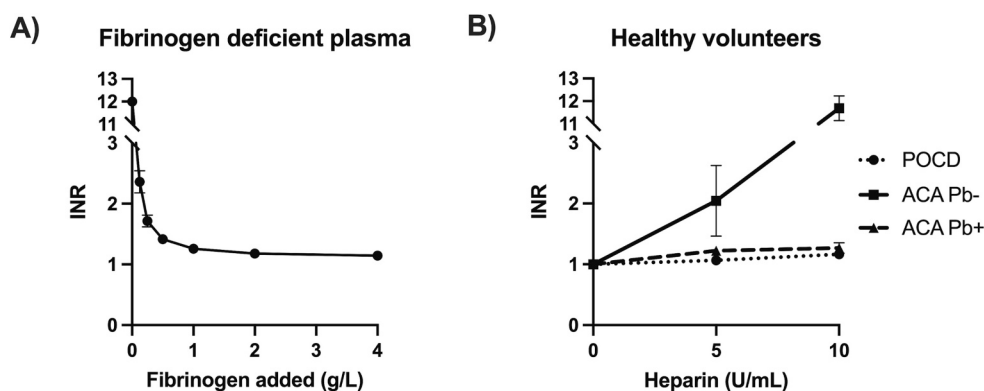 A)
Fibrinogen deficient plasma
13
12
11
3
2
1
0
INR
0 1 2 3 4
Fibrinogen added (g/L)
B)
Healthy volunteers
13
12
11
3
2
1
0
INR
0 5 10
Heparin (U/mL)
POCD
ACA Pb-
ACA Pb+